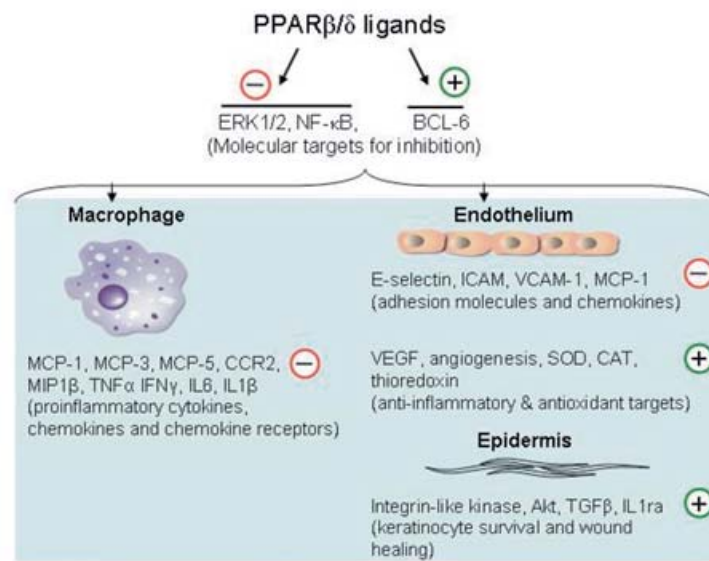 PPARβ/δ ligands
−
+
ERK1/2, NF-κB,
BCL-6
(Molecular targets for inhibition)
Macrophage
MCP-1, MCP-3, MCP-5, CCR2,
−
MIP1β, TNFα IFNγ, IL6, IL1β
(proinflammatory cytokines,
chemokines and chemokine receptors)
Endothelium
E-selectin, ICAM, VCAM-1, MCP-1
−
(adhesion molecules and chemokines)
VEGF, angiogenesis, SOD, CAT,
+
thioredoxin
(anti-inflammatory & antioxidant targets)
Epidermis
Integrin-like kinase, Akt, TGFβ, IL1ra
+
(keratinocyte survival and wound
healing)